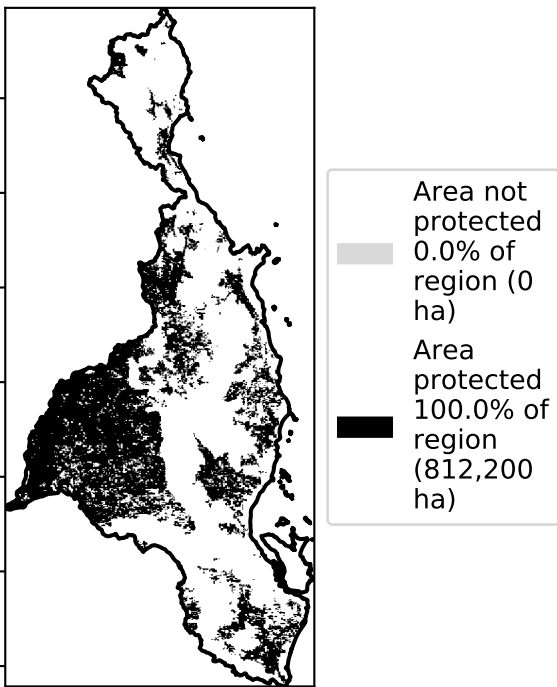 Area not
protected
0.0% of
region (0
ha)
Area
protected
100.0% of
region
(812,200
ha)